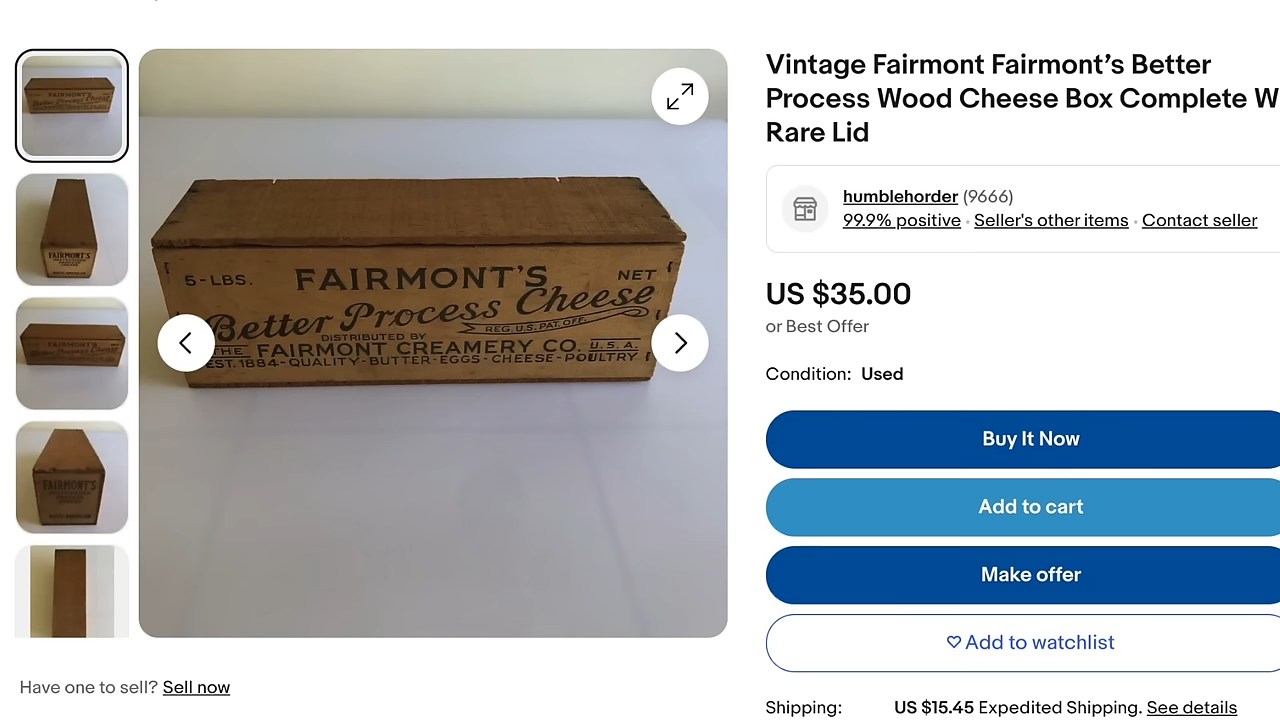 Vintage Fairmont Fairmont's Better
Process Wood Cheese Box Complete W
Rare Lid
humblehorder (9666)
99.9% positive • Seller's other items • Contact seller
US $35.00
or Best Offer
Condition: Used
Buy It Now
Add to cart
Make offer
Add to watchlist
Shipping: US $15.45 Expedited Shipping. See details
5-LBS. FAIRMONT'S NET
Better Process Cheese
REG. U.S. PAT. OFF.
DISTRIBUTED BY
THE FAIRMONT CREAMERY CO. U.S.A.
EST. 1884-QUALITY-BUTTER-EGGS-CHEESE-POULTRY
FAIRMONT'S
FAIRMONT'S
Have one to sell? Sell now